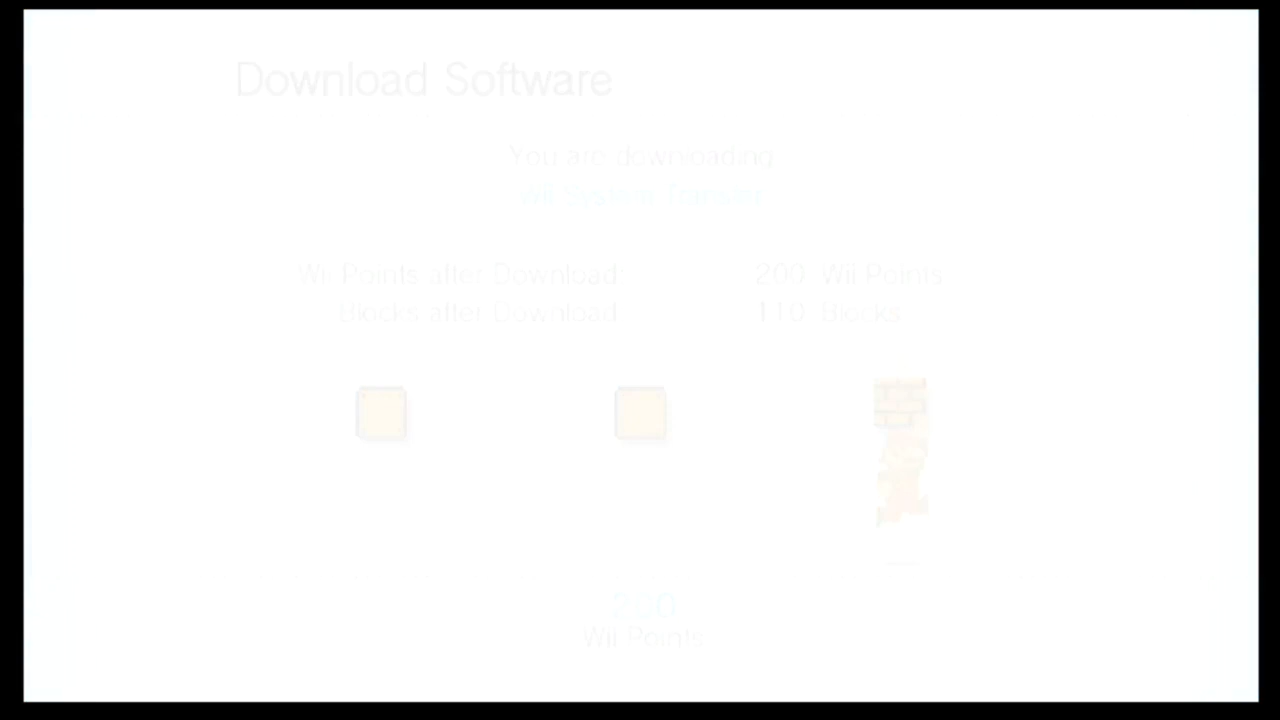 Download Software
You are downloading
Wii System Transfer
Wii Points after Download: 200 Wii Points
Blocks after Download 110 Blocks
200
Wii Points